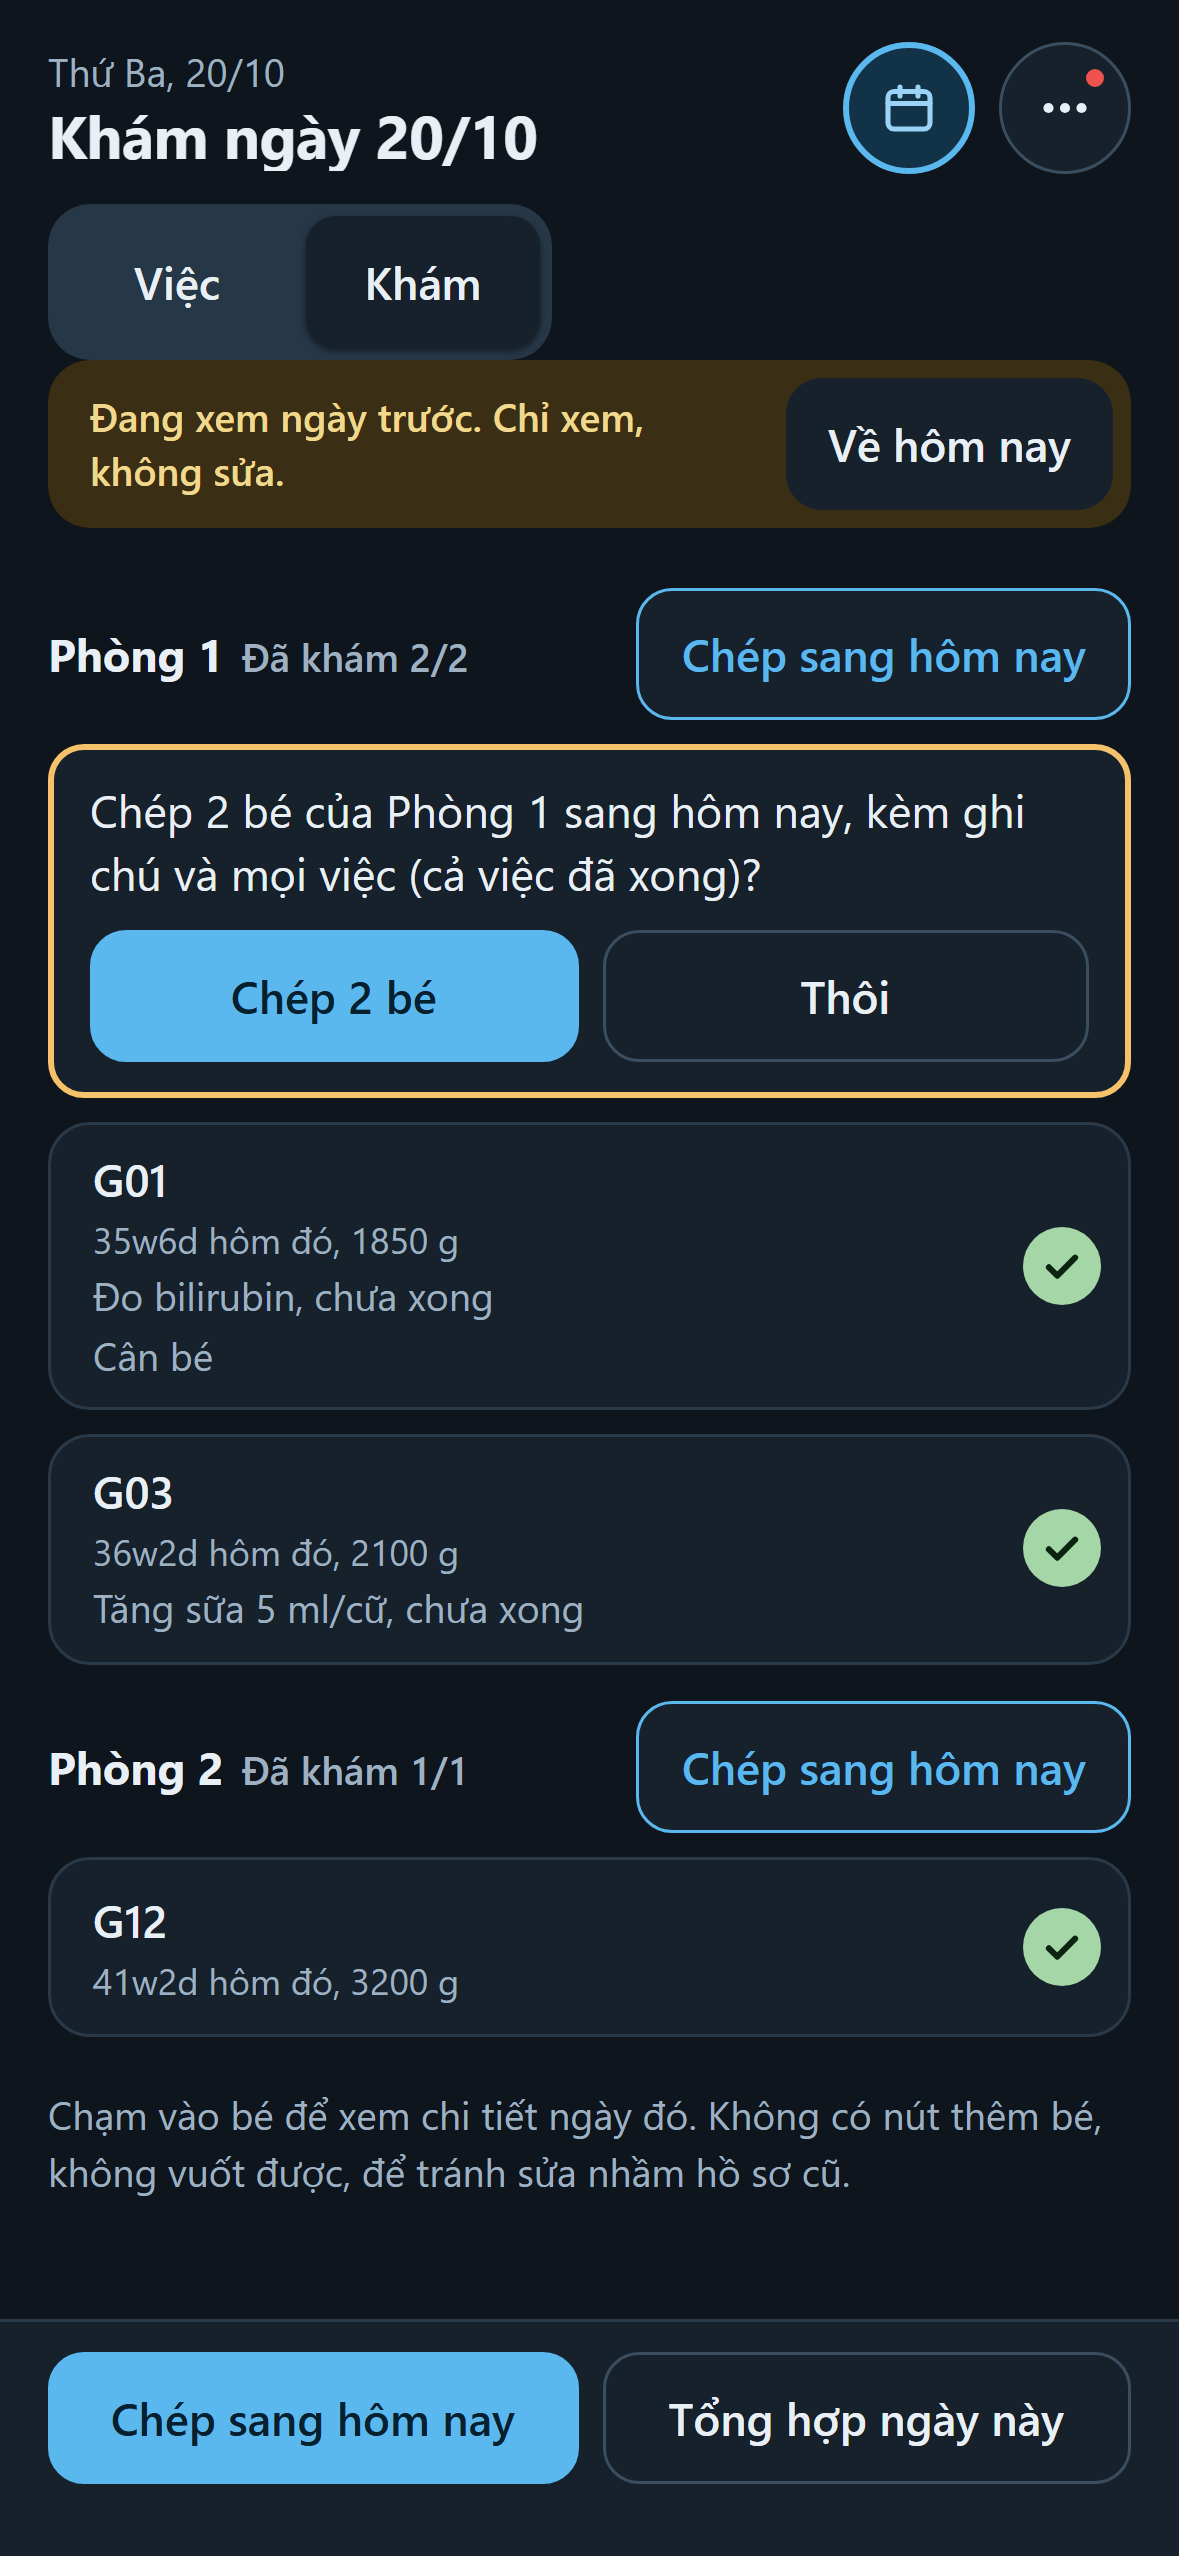 Thứ Ba, 20/10
Khám ngày 20/10
Việc
Khám
Đang xem ngày trước. Chỉ xem,
không sửa.
Về hôm nay
Phòng 1 Đã khám 2/2
Chép sang hôm nay
Chép 2 bé của Phòng 1 sang hôm nay, kèm ghi
chú và mọi việc (cả việc đã xong)?
Chép 2 bé
Thôi
G01
35w6d hôm đó, 1850 g
Đo bilirubin, chưa xong
Cân bé
G03
36w2d hôm đó, 2100 g
Tăng sữa 5 ml/cữ, chưa xong
Phòng 2 Đã khám 1/1
Chép sang hôm nay
G12
41w2d hôm đó, 3200 g
Chạm vào bé để xem chi tiết ngày đó. Không có nút thêm bé,
không vuốt được, để tránh sửa nhầm hồ sơ cũ.
Chép sang hôm nay
Tổng hợp ngày này